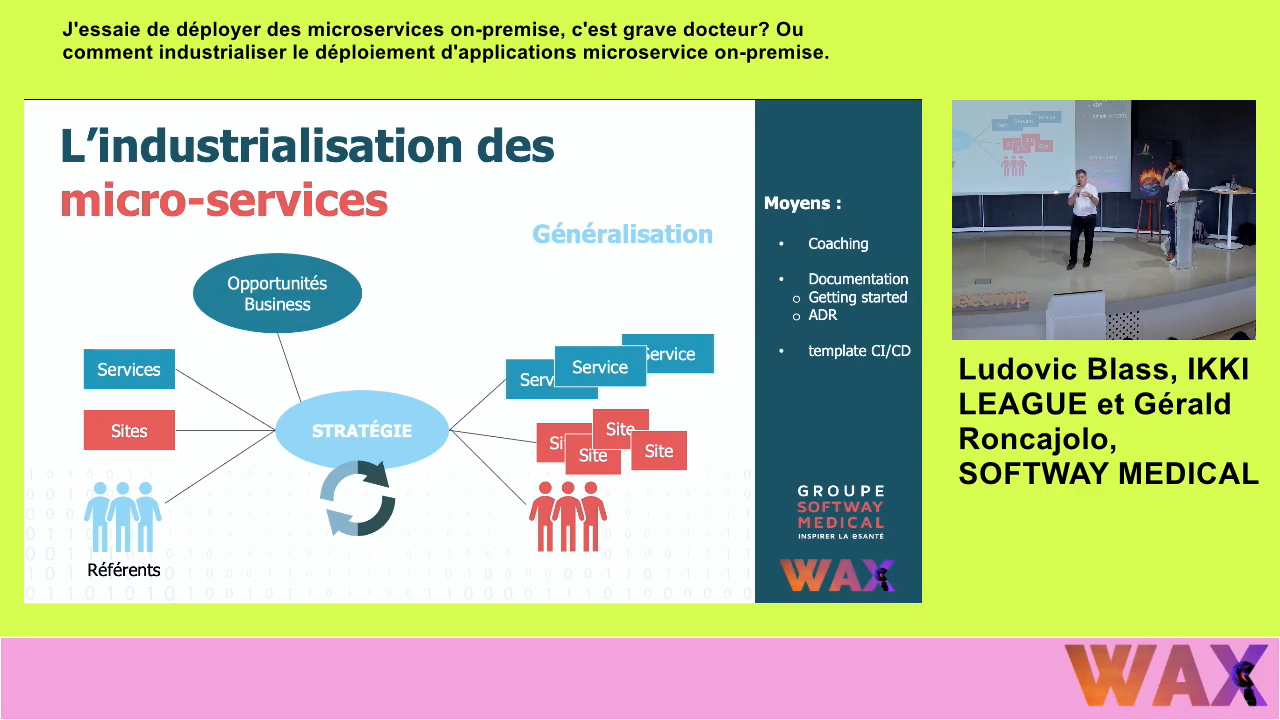 J'essaie de déployer des microservices on-premise, c'est grave docteur? Ou
comment industrialiser le déploiement d'applications microservice on-premise.
L'industrialisation des
micro-services
Généralisation
Opportunités
Business
Services
Sites
Référents
STRATÉGIE
Service
Service
Site
Site
Site
Moyens :
• Coaching
• Documentation
o Getting started
o ADR
• template CI/CD
GROUPE
SOFTWAY
MEDICAL
INSPIRER LA eSANTÉ
WAX
Ludovic Blass, IKKI
LEAGUE et Gérald
Roncajolo,
SOFTWAY MEDICAL
WAX